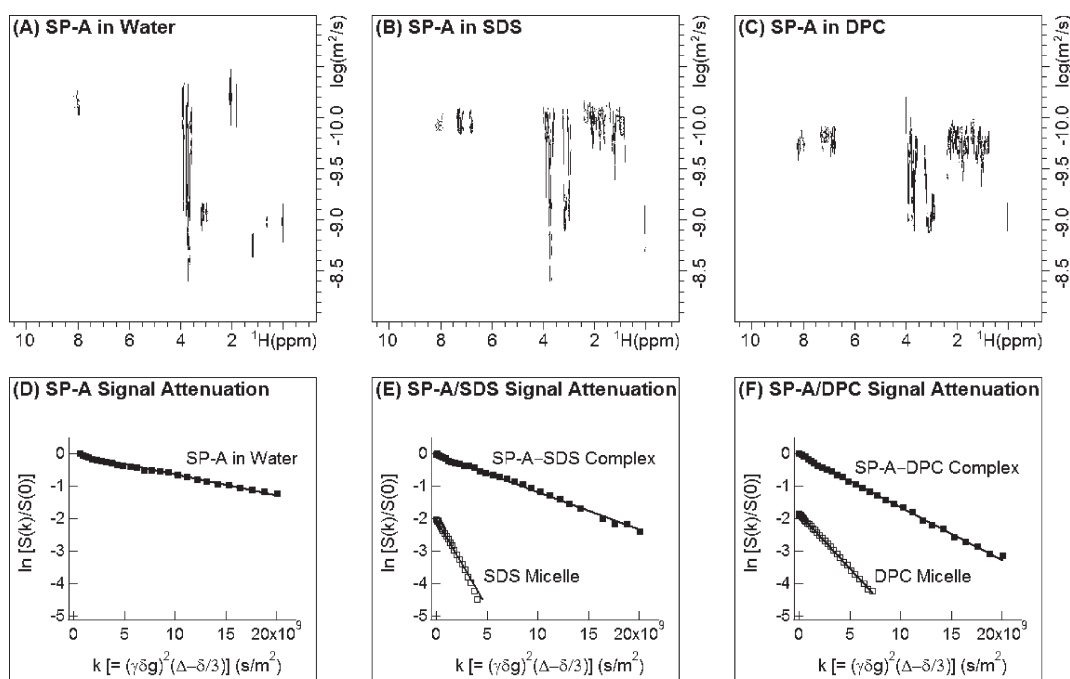 (A) SP-A in Water
log(m²/s)
-10.0
-9.5
-9.0
-8.5
10 8 6 4 2 ¹H(ppm)
(B) SP-A in SDS
log(m²/s)
-10.0
-9.5
-9.0
-8.5
10 8 6 4 2 ¹H(ppm)
(C) SP-A in DPC
log(m²/s)
-10.0
-9.5
-9.0
-8.5
10 8 6 4 2 ¹H(ppm)
(D) SP-A Signal Attenuation
ln [S(k)/S(0)]
0
-1
-2
-3
-4
-5
SP-A in Water
0 5 10 15 20x10⁹
k [= (γδg)²(Δ–δ/3)] (s/m²)
(E) SP-A/SDS Signal Attenuation
ln [S(k)/S(0)]
0
-1
-2
-3
-4
-5
SP-A–SDS Complex
SDS Micelle
0 5 10 15 20x10⁹
k [= (γδg)²(Δ–δ/3)] (s/m²)
(F) SP-A/DPC Signal Attenuation
ln [S(k)/S(0)]
0
-1
-2
-3
-4
-5
SP-A–DPC Complex
DPC Micelle
0 5 10 15 20x10⁹
k [= (γδg)²(Δ–δ/3)] (s/m²)